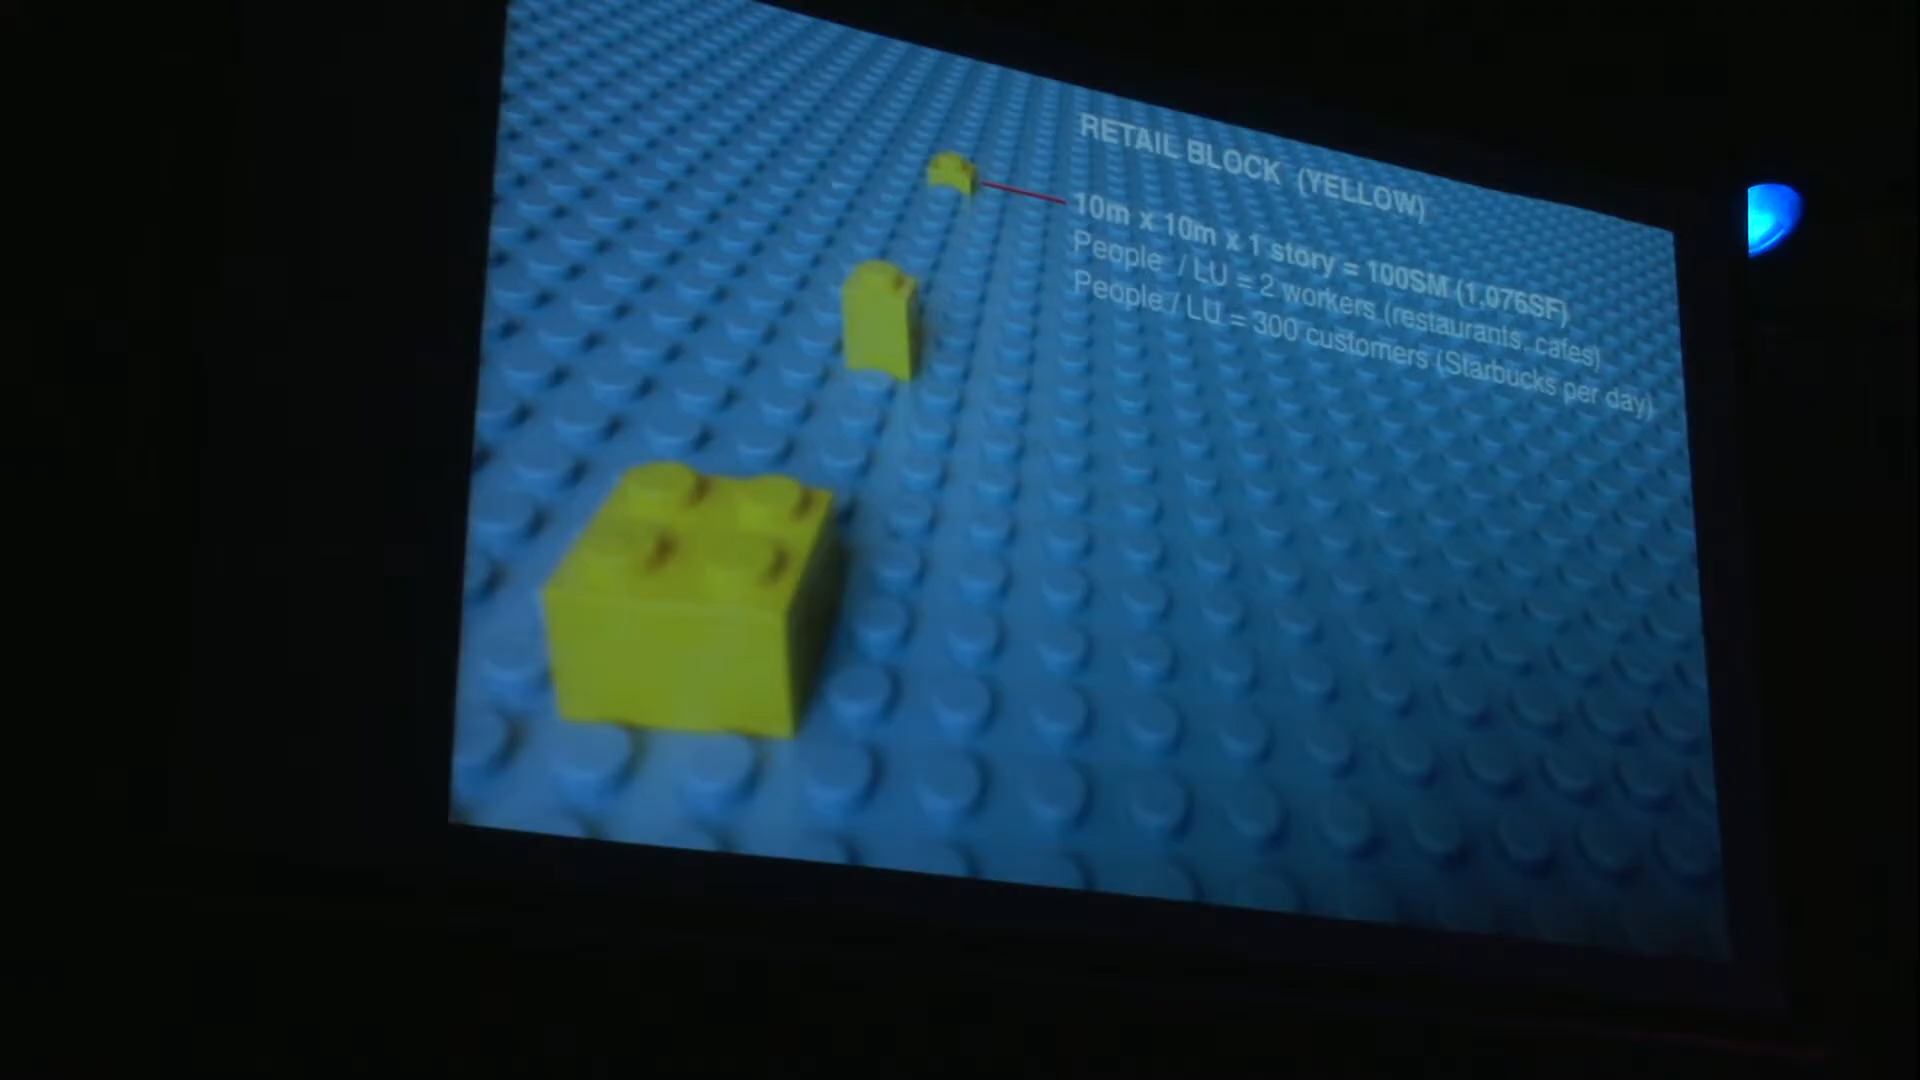 RETAIL BLOCK (YELLOW)
10m x 10m x 1 story = 100SM (1,076SF)
People / LU = 2 workers (restaurants, cafes)
People / LU = 300 customers (Starbucks per day)